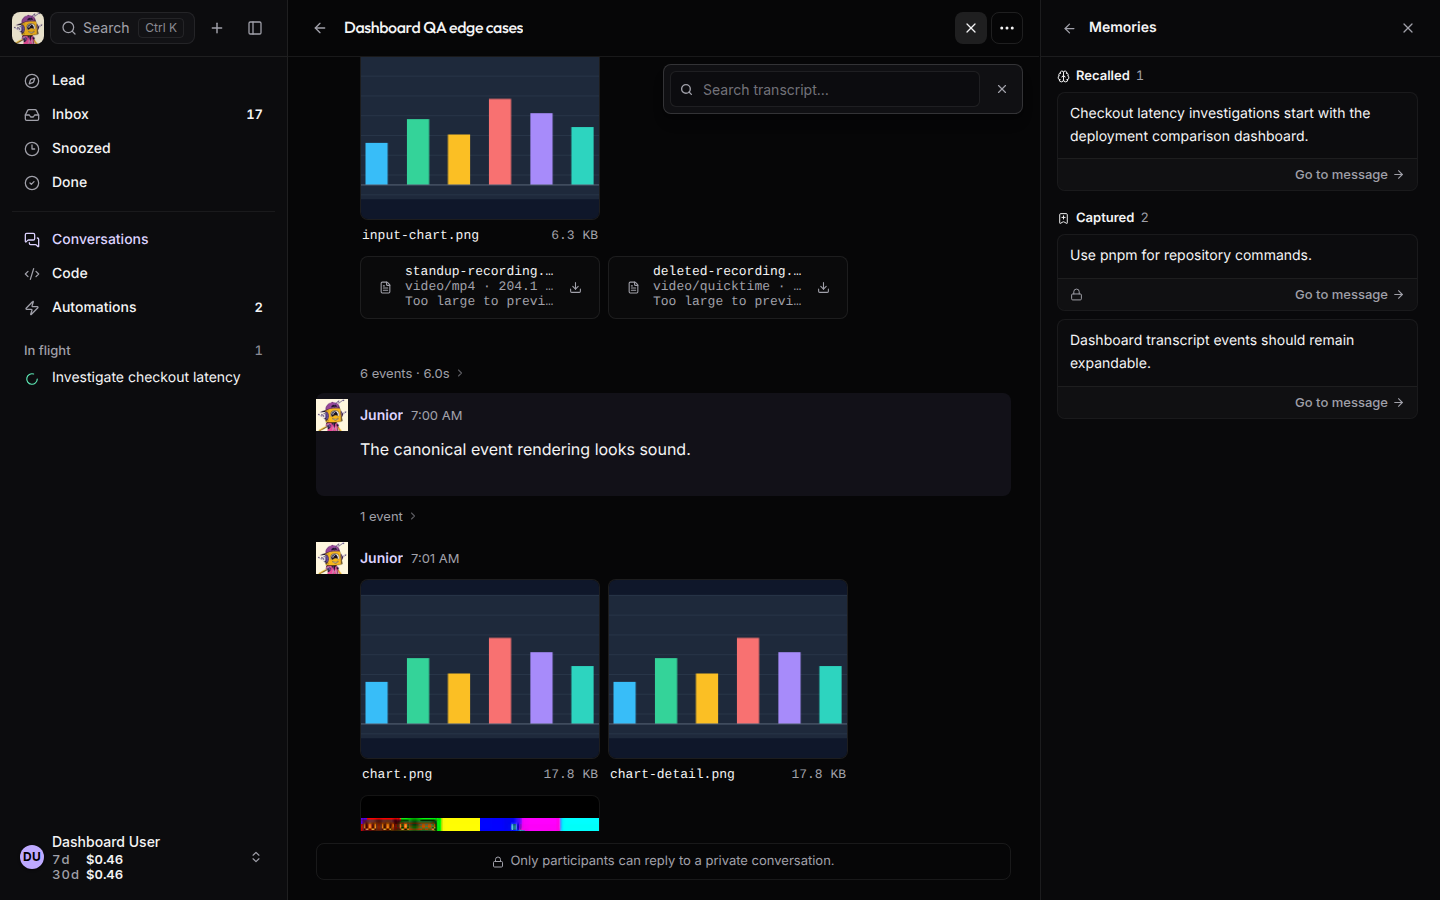 Search Ctrl K
Lead
Inbox 17
Snoozed
Done
Conversations
Code
Automations 2
In flight 1
Investigate checkout latency
DU
Dashboard User
7d $0.46
30d $0.46
Dashboard QA edge cases
Search transcript...
input-chart.png 6.3 KB
standup-recording.…
video/mp4 · 204.1 …
Too large to previ…
deleted-recording.…
video/quicktime · …
Too large to previ…
6 events · 6.0s
Junior 7:00 AM
The canonical event rendering looks sound.
1 event
Junior 7:01 AM
chart.png 17.8 KB
chart-detail.png 17.8 KB
Only participants can reply to a private conversation.
Memories
Recalled 1
Checkout latency investigations start with the
deployment comparison dashboard.
Go to message
Captured 2
Use pnpm for repository commands.
Go to message
Dashboard transcript events should remain
expandable.
Go to message